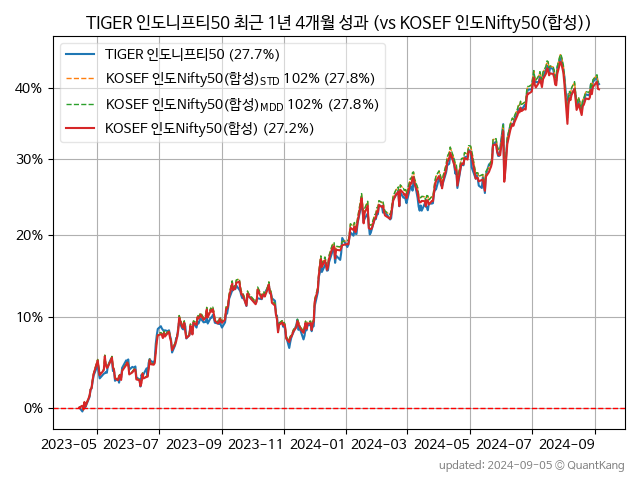 TIGER 인도니프티50 최근 1년 4개월 성과 (vs KOSEF 인도Nifty50(합성))
TIGER 인도니프티50 (27.7%)
KOSEF 인도Nifty50(합성)STD 102% (27.8%)
KOSEF 인도Nifty50(합성)MDD 102% (27.8%)
KOSEF 인도Nifty50(합성) (27.2%)
40%
30%
20%
10%
0%
2023-05 2023-07 2023-09 2023-11 2024-01 2024-03 2024-05 2024-07 2024-09
updated: 2024-09-05 © QuantKang